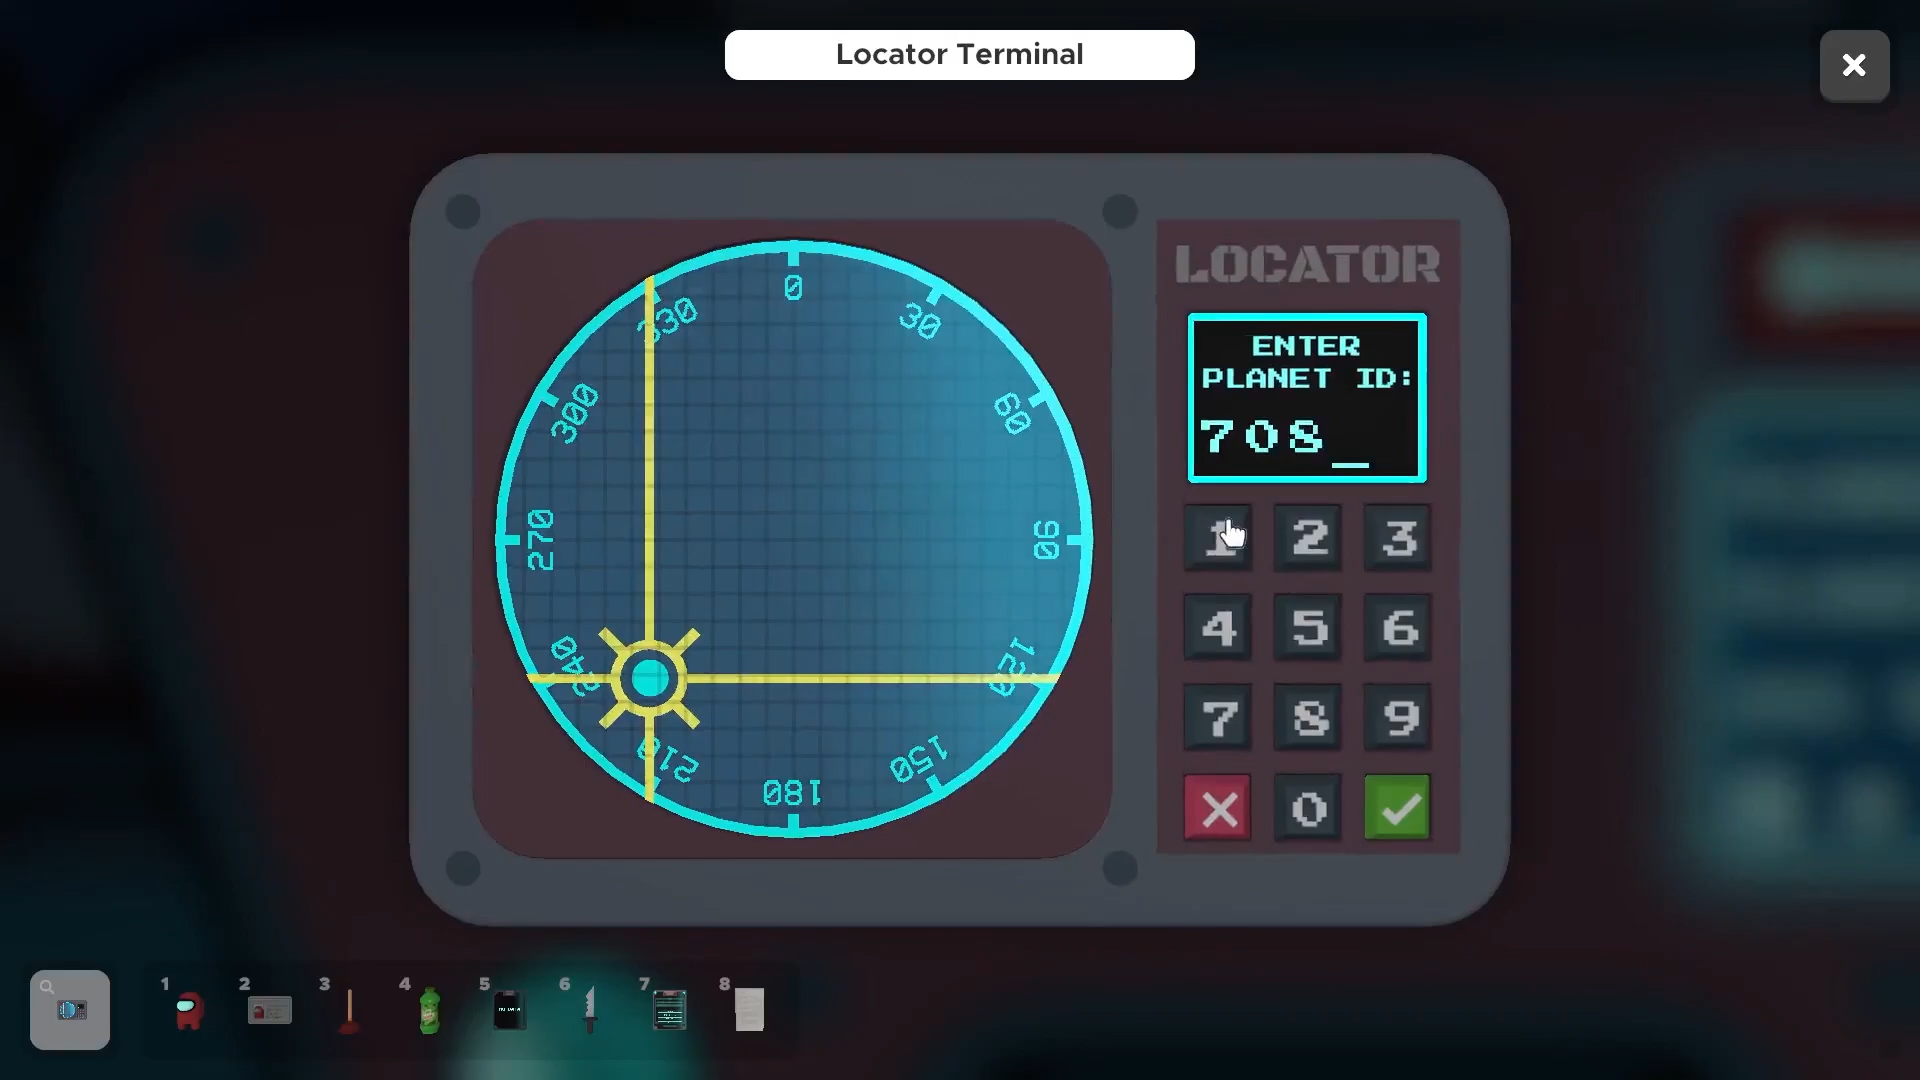 Locator Terminal
LOCATOR
ENTER
PLANET ID:
708_
0
30
60
90
120
150
180
210
240
270
300
330
1 2 3
4 5 6
7 8 9
0
1 2 3 4 5 6 7 8